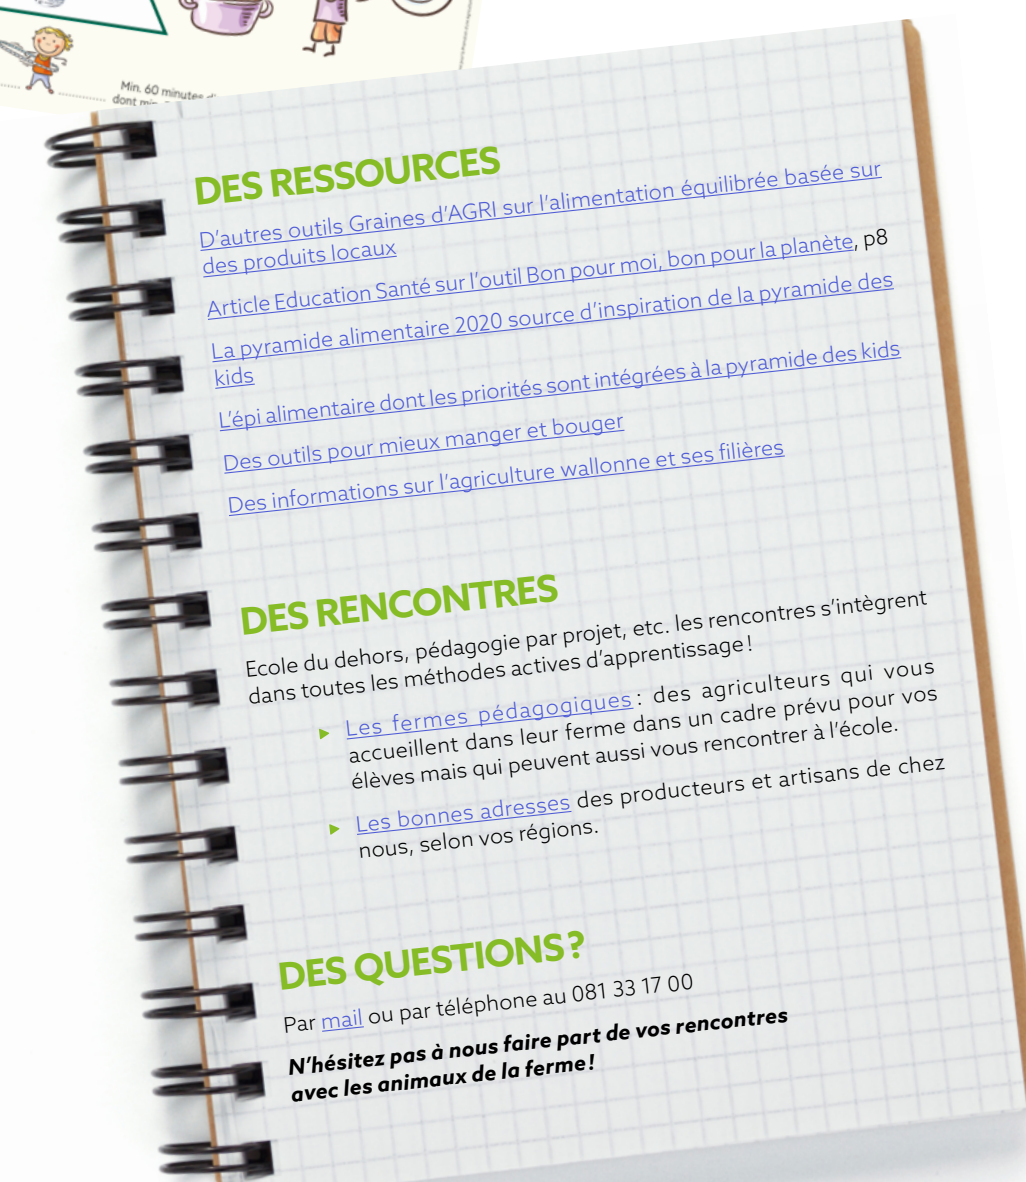 Min. 60 minutes
dont
DES RESSOURCES
D'autres outils Graines d'AGRI sur l'alimentation équilibrée basée sur
des produits locaux
Article Education Santé sur l'outil Bon pour moi, bon pour la planète, p8
La pyramide alimentaire 2020 source d'inspiration de la pyramide des
kids
L'épi alimentaire dont les priorités sont intégrées à la pyramide des kids
Des outils pour mieux manger et bouger
Des informations sur l'agriculture wallonne et ses filières
DES RENCONTRES
Ecole du dehors, pédagogie par projet, etc. les rencontres s'intègrent
dans toutes les méthodes actives d'apprentissage !
▶ Les fermes pédagogiques : des agriculteurs qui vous
accueillent dans leur ferme dans un cadre prévu pour vos
élèves mais qui peuvent aussi vous rencontrer à l'école.
▶ Les bonnes adresses des producteurs et artisans de chez
nous, selon vos régions.
DES QUESTIONS ?
Par mail ou par téléphone au 081 33 17 00
N'hésitez pas à nous faire part de vos rencontres
avec les animaux de la ferme !